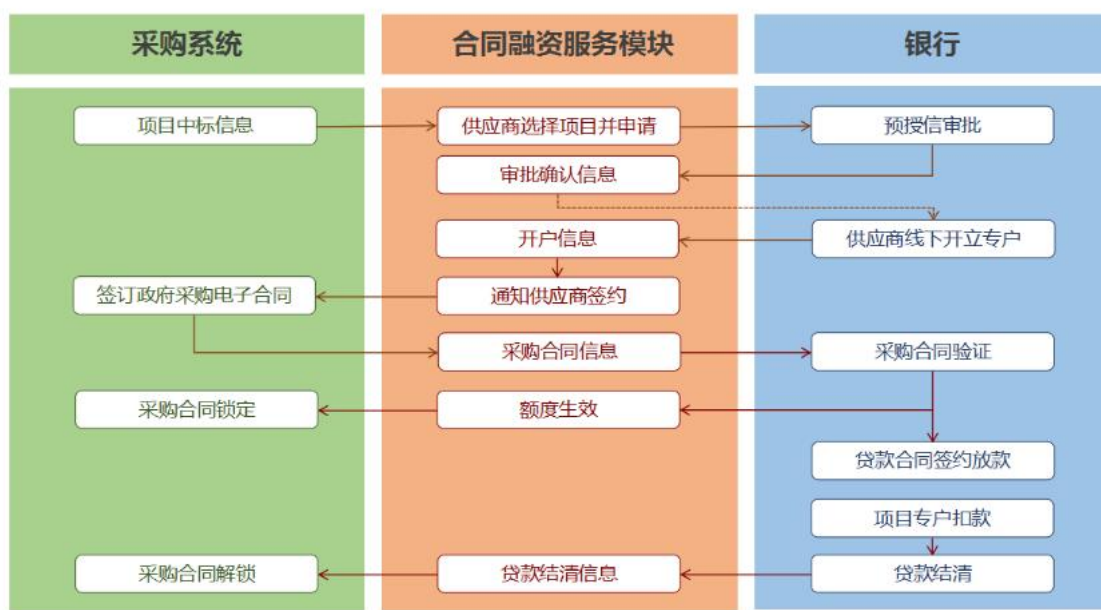 采购系统
合同融资服务模块
银行
项目中标信息
供应商选择项目并申请
预授信审批
审批确认信息
开户信息
供应商线下开立专户
签订政府采购电子合同
通知供应商签约
采购合同信息
采购合同验证
采购合同锁定
额度生效
贷款合同签约放款
项目专户扣款
采购合同解锁
贷款结清信息
贷款结清